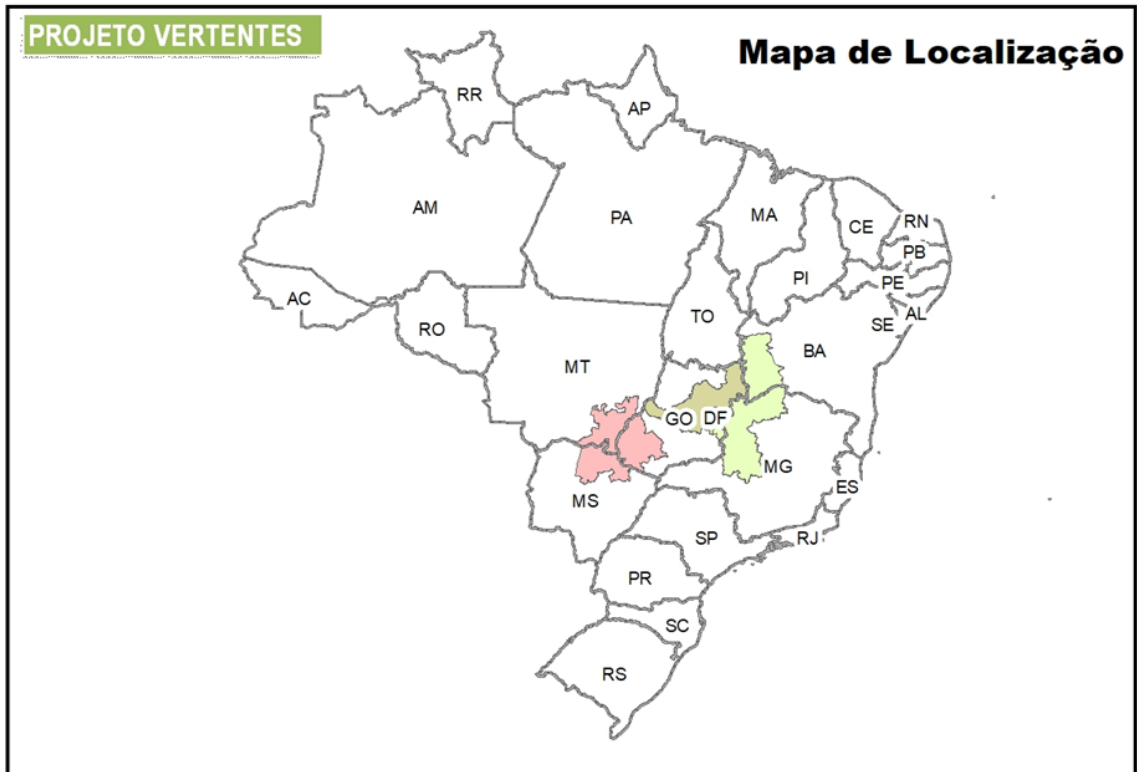 PROJETO VERTENTES
Mapa de Localização
RR
AP
AM
PA
MA
CE
RN
PB
PI
PE
AC
TO
SE
AL
RO
BA
MT
GO
DF
MG
MS
ES
SP
RJ
PR
SC
RS